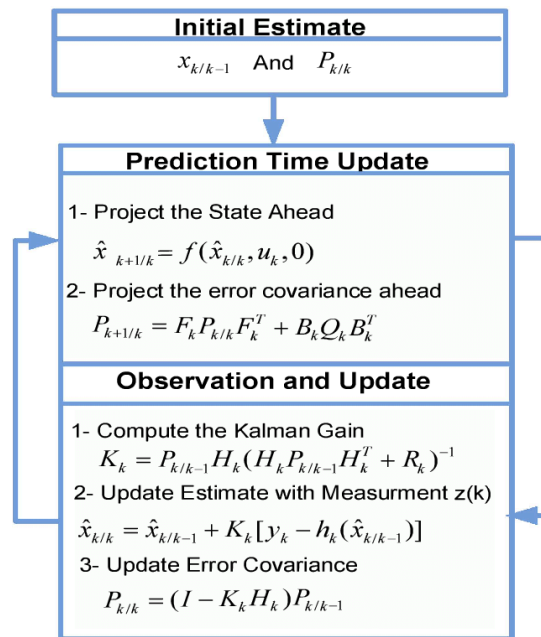 Initial Estimate
x_{k/k-1} And P_{k/k}
Prediction Time Update
1- Project the State Ahead
x̂ _{k+1/k} = f(x̂_{k/k}, u_k, 0)
2- Project the error covariance ahead
P_{k+1/k} = F_k P_{k/k} F_k^T + B_k Q_k B_k^T
Observation and Update
1- Compute the Kalman Gain
K_k = P_{k/k-1} H_k (H_k P_{k/k-1} H_k^T + R_k)^{-1}
2- Update Estimate with Measurment z(k)
x̂_{k/k} = x̂_{k/k-1} + K_k [y_k - h_k (x̂_{k/k-1})]
3- Update Error Covariance
P_{k/k} = (I - K_k H_k) P_{k/k-1}